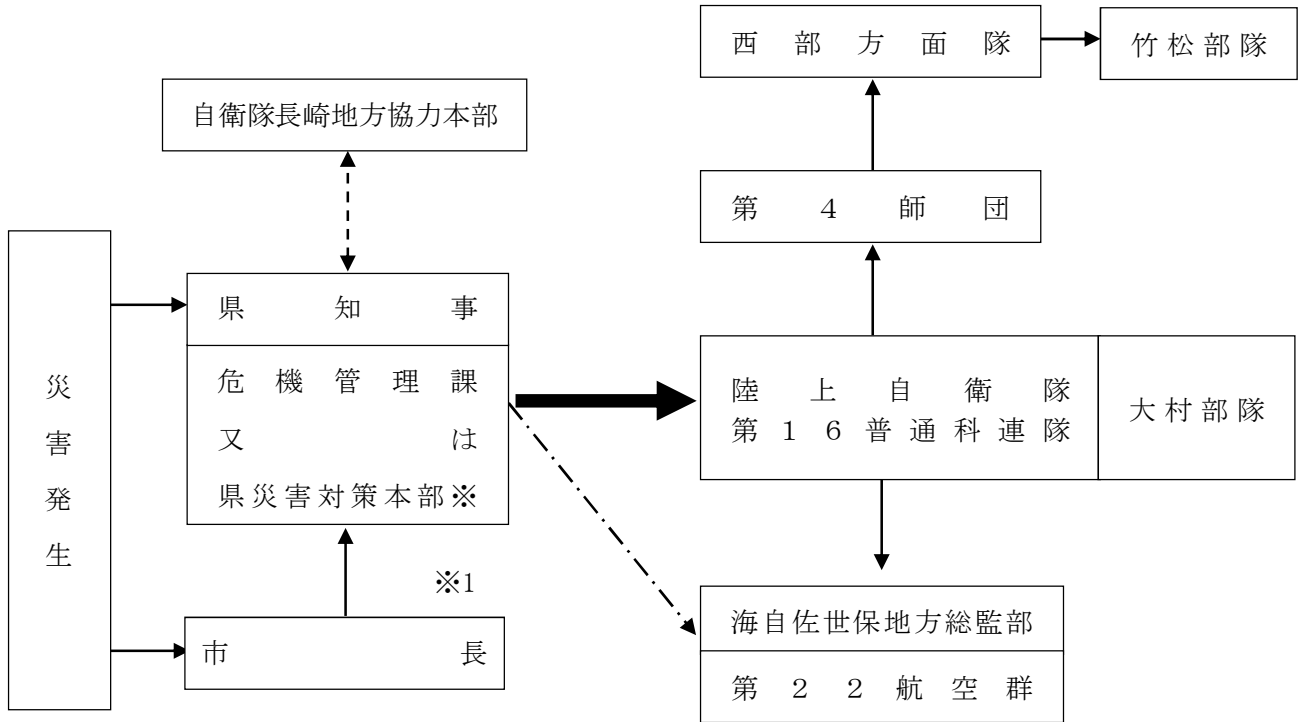 西部方面隊
竹松部隊
自衛隊長崎地方協力本部
第4師団
災害発生
県知事
危機管理課
又は
県災害対策本部※
陸上自衛隊
第16普通科連隊
大村部隊
※1
市長
海自佐世保地方総監部
第22航空群